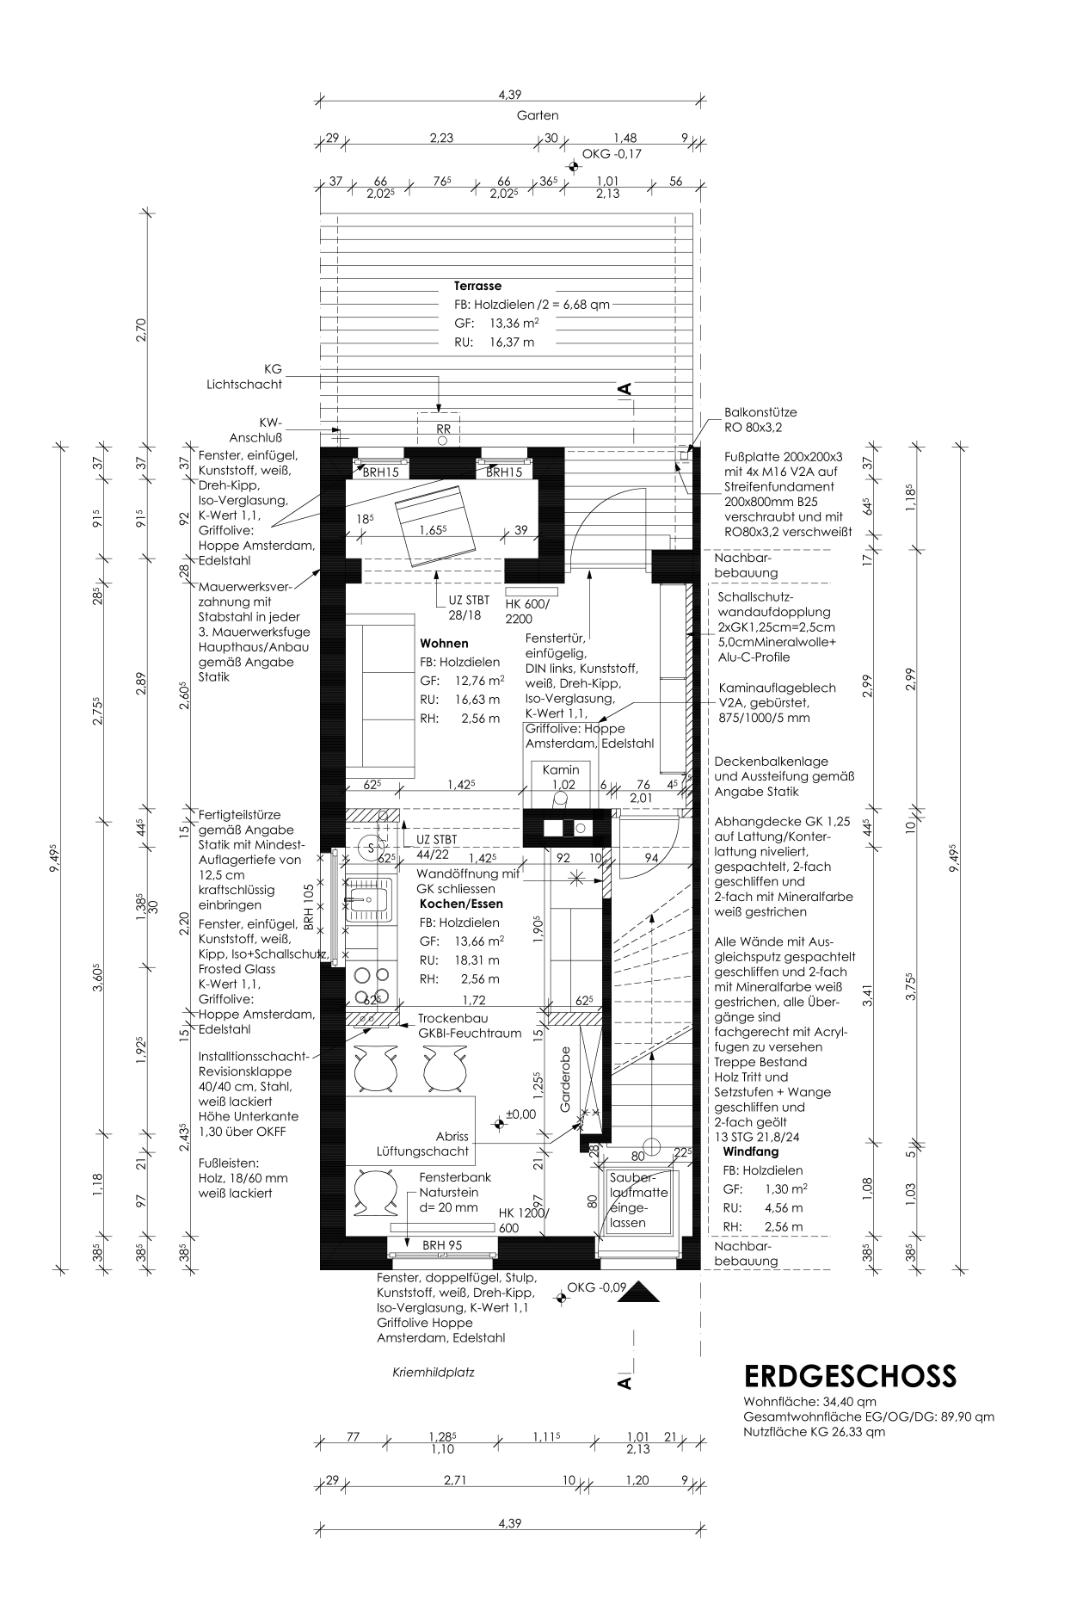 4,39
Garten
29 2,23 30 1,48 9
OKG -0,17
37 66 76⁵ 66 36⁵ 1,01 56
2,02⁵ 2,02⁵ 2,13
2,70
Terrasse
FB: Holzdielen /2 = 6,68 qm
GF: 13,36 m²
RU: 16,37 m
KG
Lichtschacht
A
RR
KW-
Anschluß
Balkonstütze
RO 80x3,2
Fenster, einfügel,
Kunststoff, weiß,
Dreh-Kipp,
Iso-Verglasung,
K-Wert 1,1,
Griffolive:
Hoppe Amsterdam,
Edelstahl
BRH15 BRH15
Fußplatte 200x200x3
mit 4x M16 V2A auf
Streifenfundament
200x800mm B25
verschraubt und mit
RO80x3,2 verschweißt
18⁵ 1,65⁵ 39
Nachbar-
bebauung
Mauerwerksver-
zahnung mit
Stabstahl in jeder
3. Mauerwerksfuge
Haupthaus/Anbau
gemäß Angabe
Statik
UZ STBT
28/18
HK 600/
2200
Schallschutz-
wandaufdopplung
2xGK1,25cm=2,5cm
5,0cmMineralwolle+
Alu-C-Profile
Wohnen
FB: Holzdielen
GF: 12,76 m²
RU: 16,63 m
RH: 2,56 m
Fenstertür,
einfügelig,
DIN links, Kunststoff,
weiß, Dreh-Kipp,
Iso-Verglasung,
K-Wert 1,1,
Griffolive: Hoppe
Amsterdam, Edelstahl
Kaminauflageblech
V2A, gebürstet,
875/1000/5 mm
Kamin
62⁵ 1,42⁵ 1,02 6 76 4⁵ 7⁵
2,01
Deckenbalkenlage
und Aussteifung gemäß
Angabe Statik
Fertigteilstürze
gemäß Angabe
Statik mit Mindest-
Auflagertiefe von
12,5 cm
kraftschlüssig
einbringen
S
UZ STBT
44/22
62⁵ 1,42⁵ 92 10 94
Abhangdecke GK 1,25
auf Lattung/Konter-
lattung niveliert,
gespachtelt, 2-fach
geschliffen und
2-fach mit Mineralfarbe
weiß gestrichen
Wandöffnung mit
GK schliessen
BRH 105
Kochen/Essen
FB: Holzdielen
GF: 13,66 m²
RU: 18,31 m
RH: 2,56 m
1,90⁵
Fenster, einfügel,
Kunststoff, weiß,
Kipp, Iso+Schallschutz,
Frosted Glass
K-Wert 1,1,
Griffolive:
Hoppe Amsterdam,
Edelstahl
Alle Wände mit Aus-
gleichsputz gespachtelt
geschliffen und 2-fach
mit Mineralfarbe weiß
gestrichen, alle Über-
gänge sind
fachgerecht mit Acryl-
fugen zu versehen
Treppe Bestand
Holz Tritt und
Setzstufen + Wange
geschliffen und
2-fach geölt
13 STG 21,8/24
62⁵ 1,72 62⁵
Trockenbau
GKBI-Feuchtraum
15
Installtionsschacht-
Revisionsklappe
40/40 cm, Stahl,
weiß lackiert
Höhe Unterkante
1,30 über OKFF
1,25⁵
Garderobe
±0,00
Abriss
Lüftungschacht
Fußleisten:
Holz, 18/60 mm
weiß lackiert
21
28
80 22⁵
Windfang
FB: Holzdielen
GF: 1,30 m²
RU: 4,56 m
RH: 2,56 m
Fensterbank
Naturstein
d= 20 mm
97
80
Sauber-
laufmatte
einge-
lassen
HK 1200/
600
BRH 95
Nachbar-
bebauung
Fenster, doppelfügel, Stulp,
Kunststoff, weiß, Dreh-Kipp,
Iso-Verglasung, K-Wert 1,1
Griffolive Hoppe
Amsterdam, Edelstahl
OKG -0,09
Kriemhildplatz
A
9,49⁵
37
91⁵
28⁵
2,75⁵
3,60⁵
1,18
38⁵
37
91⁵
2,89
44⁵
1,38⁵
30
1,92⁵
21
97
38⁵
37
92
28
2,60⁵
15
2,20
15
2,43⁵
38⁵
37
64⁵
17
2,99
44⁵
3,41
1,08
38⁵
1,18⁵
2,99
10
3,75⁵
5
1,03
38⁵
9,49⁵
ERDGESCHOSS
Wohnfläche: 34,40 qm
Gesamtwohnfläche EG/OG/DG: 89,90 qm
Nutzfläche KG 26,33 qm
77 1,28⁵ 1,11⁵ 1,01 21
1,10 2,13
29 2,71 10 1,20 9
4,39